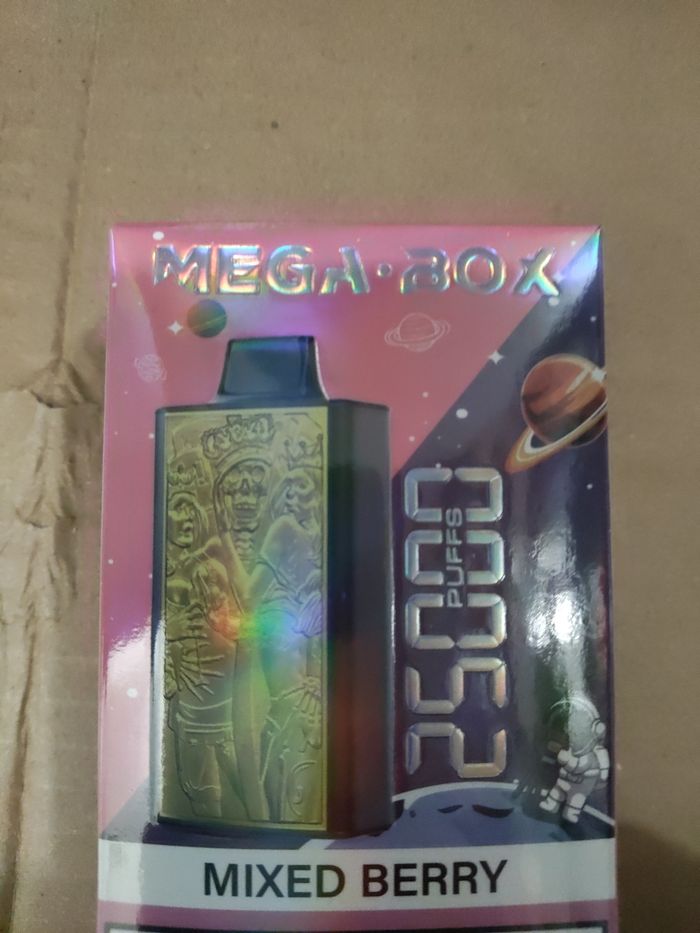 MEGA·BOX
25000
PUFFS
MIXED BERRY